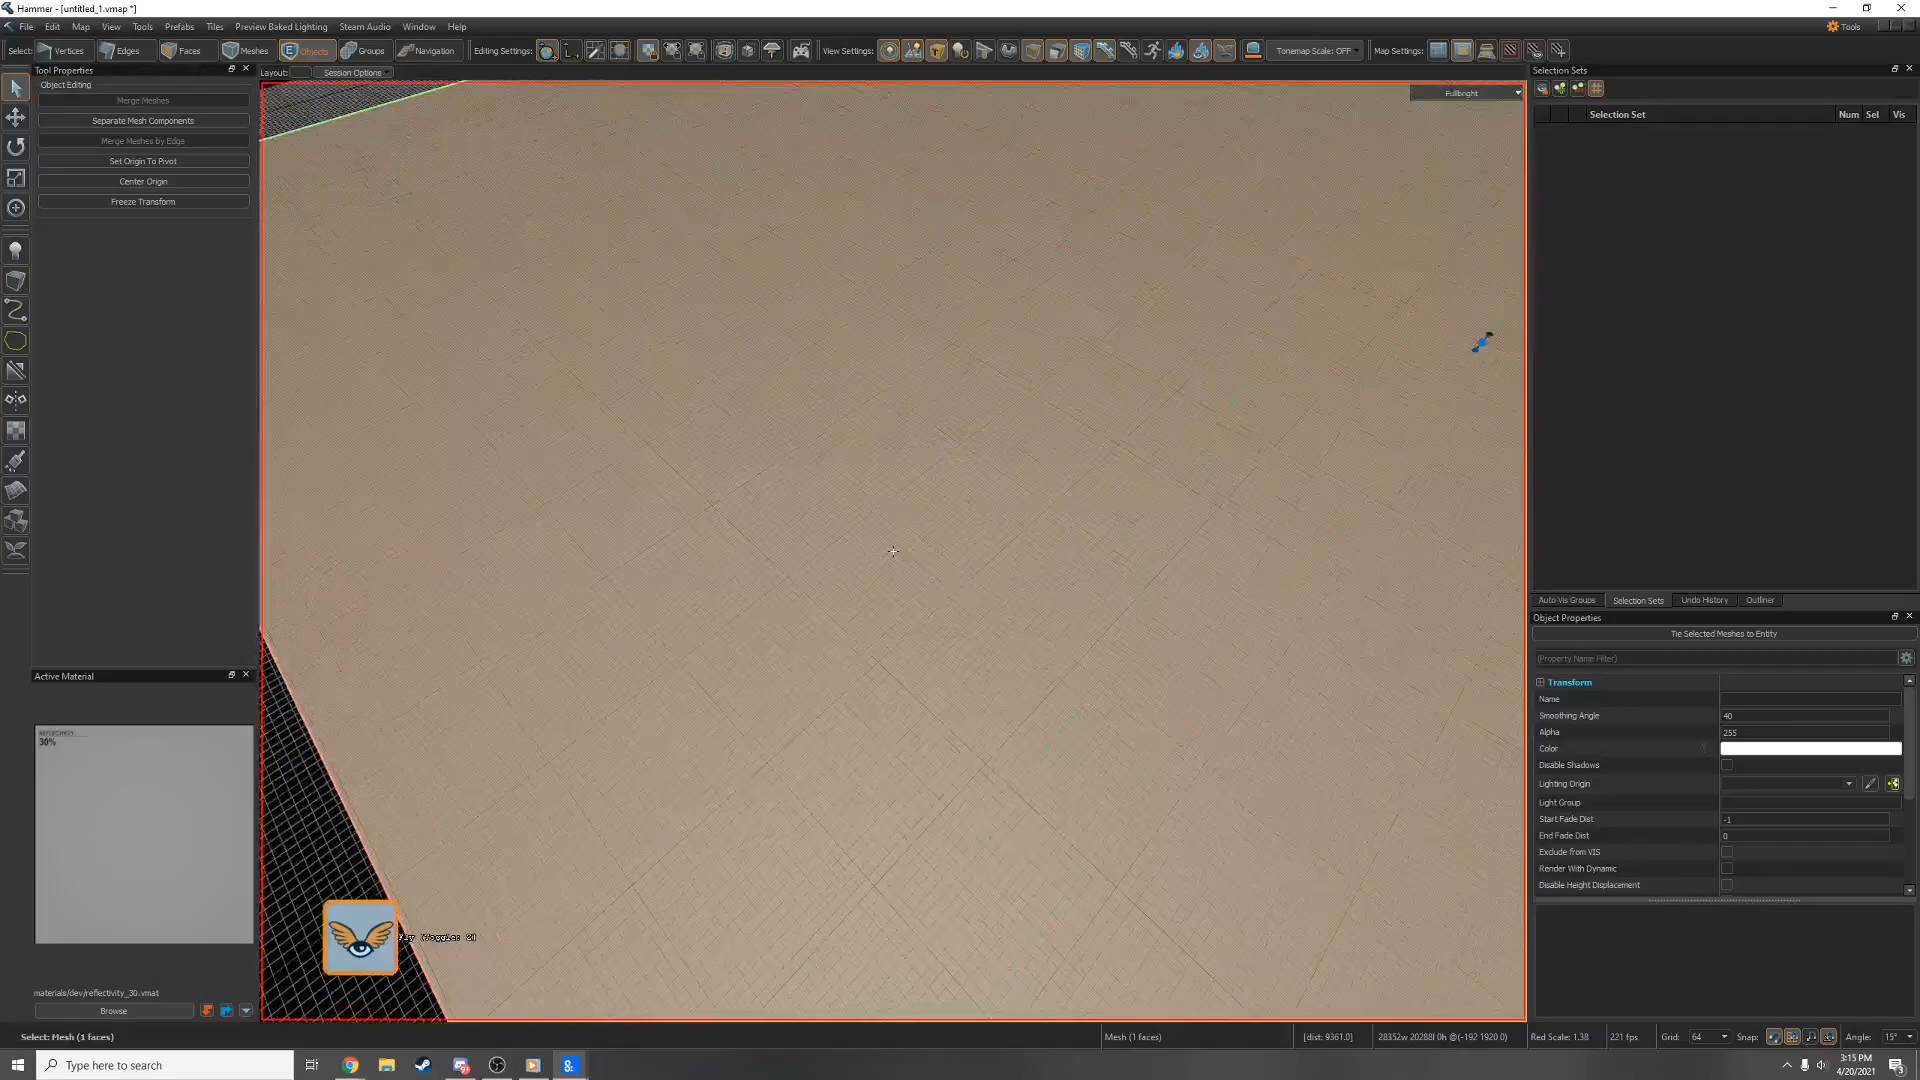 Hammer - [untitled_1.vmap *]
File Edit Map View Tools Prefabs Tiles Preview Baked Lighting Steam Audio Window Help
Tools
Select: Vertices Edges Faces Meshes Objects Groups Navigation Editing Settings: View Settings: Tonemap Scale: OFF Map Settings:
Tool Properties
Layout: Session Options
Selection Sets
Object Editing
Merge Meshes
Separate Mesh Components
Merge Meshes by Edge
Set Origin To Pivot
Center Origin
Freeze Transform
Fullbright
Selection Set Num Sel Vis
Auto Vis Groups Selection Sets Undo History Outliner
Object Properties
Tie Selected Meshes to Entity
(Property Name Filter)
Transform
Name
Smoothing Angle 40
Alpha 255
Color
Disable Shadows
Lighting Origin
Light Group
Start Fade Dist -1
End Fade Dist 0
Exclude from VIS
Render With Dynamic
Disable Height Displacement
Active Material
REFLECTIVITY
30%
materials/dev/reflectivity_30.vmat
Browse
Select: Mesh (1 faces)
Mesh (1 faces) [dist: 9361.0] 28352w 20288l 0h @(-192 1920 0) Red Scale: 1.38 221 fps Grid: 64 Snap: Angle: 15°
Type here to search
3:15 PM
4/20/2021